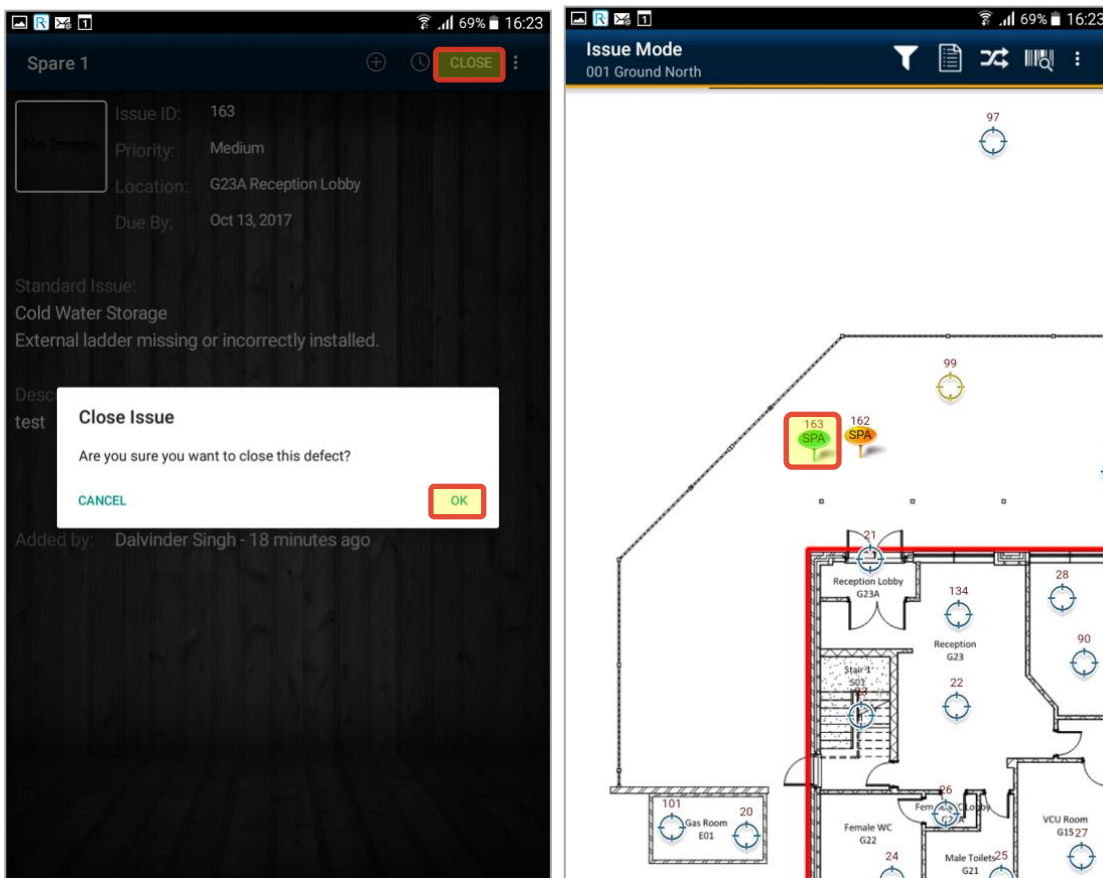 69% 16:23
Spare 1
CLOSE
No Image
Issue ID: 163
Priority: Medium
Location: G23A Reception Lobby
Due By: Oct 13, 2017
Standard Issue:
Cold Water Storage
External ladder missing or incorrectly installed.
Desc
test
Close Issue
Are you sure you want to close this defect?
CANCEL
OK
Added by: Dalvinder Singh - 18 minutes ago
R 1 69% 16:23
Issue Mode
001 Ground North
97
99
163
SPA
162
SPA
21
Reception Lobby
G23A
134
28
Reception
G23
90
Stair 1
S01
23
22
101
20
Gas Room
E01
26
Female WC
G22
VCU Room
G15
27
24
Male Toilets
G21
25